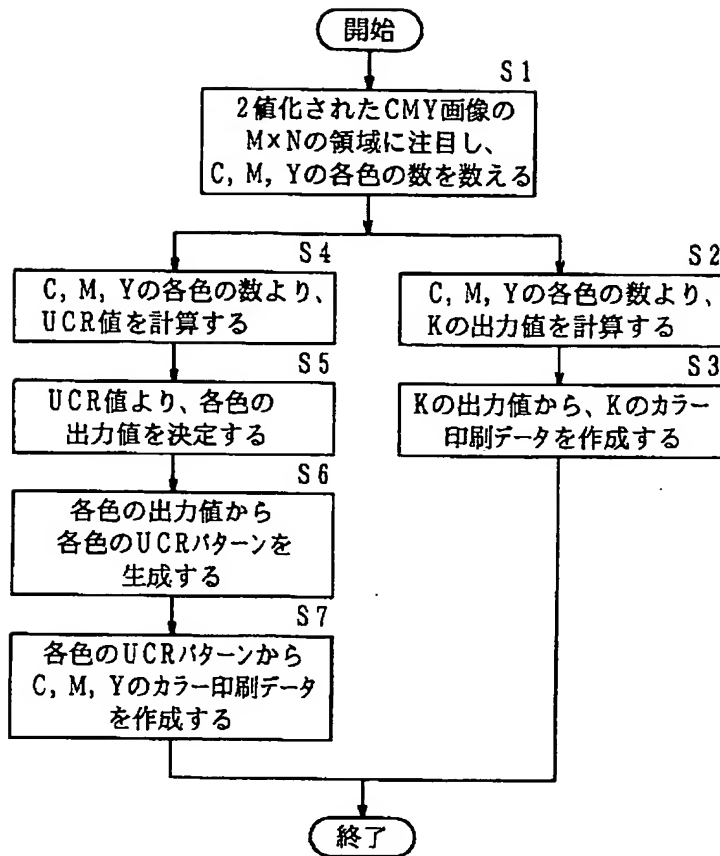 開始
S1
2値化されたCMY画像の
M×Nの領域に注目し、
C, M, Yの各色の数を数える
S4
C, M, Yの各色の数より、
UCR値を計算する
S5
UCR値より、各色の
出力値を決定する
S6
各色の出力値から
各色のUCRパターンを
生成する
S7
各色のUCRパターンから
C, M, Yのカラー印刷データ
を作成する
S2
C, M, Yの各色の数より、
Kの出力値を計算する
S3
Kの出力値から、Kのカラー
印刷データを作成する
終了